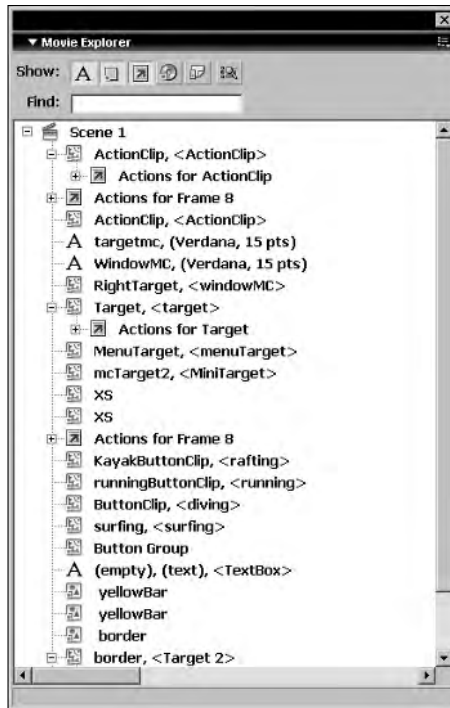 Movie Explorer
Show: A
Find:
Scene 1
ActionClip, <ActionClip>
Actions for ActionClip
Actions for Frame 8
ActionClip, <ActionClip>
A targetmc, (Verdana, 15 pts)
A WindowMC, (Verdana, 15 pts)
RightTarget, <windowMC>
Target, <target>
Actions for Target
MenuTarget, <menuTarget>
mcTarget2, <MiniTarget>
XS
XS
Actions for Frame 8
KayakButtonClip, <rafting>
runningButtonClip, <running>
ButtonClip, <diving>
surfing, <surfing>
Button Group
A (empty), (text), <TextBox>
yellowBar
yellowBar
border
border, <Target 2>